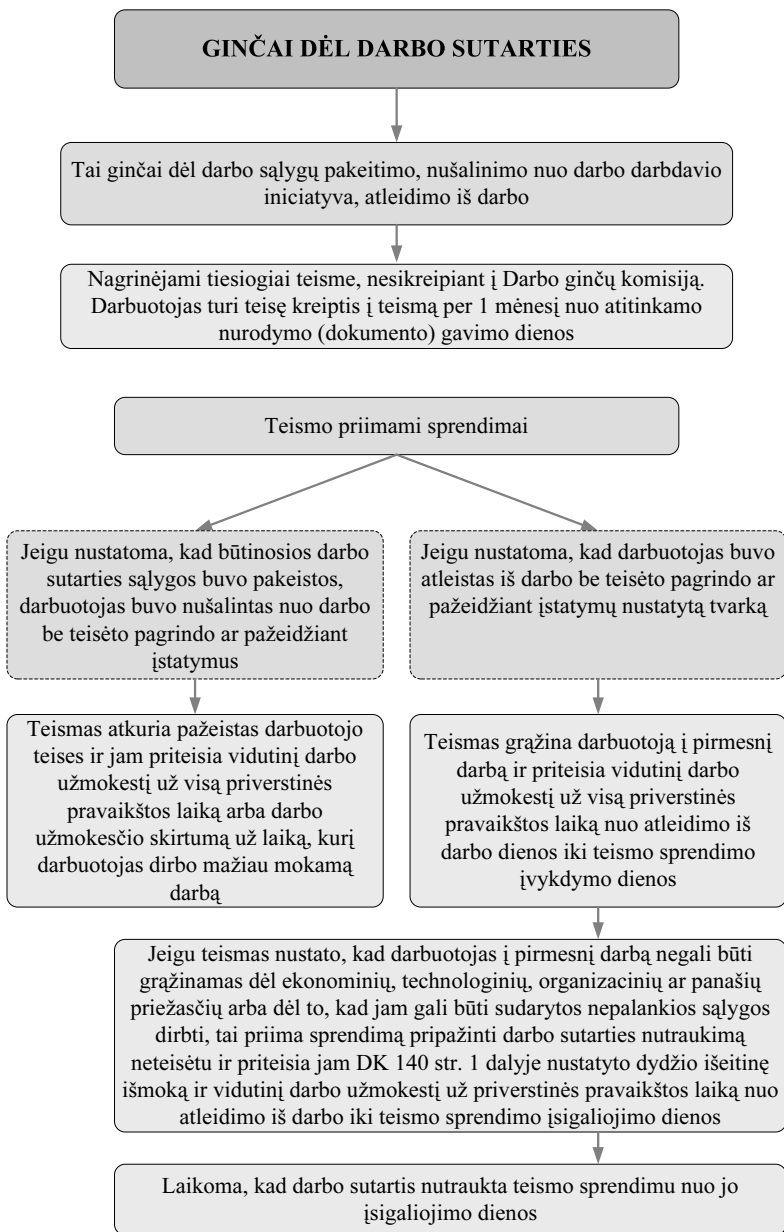 GINČAI DĖL DARBO SUTARTIES
Tai ginčai dėl darbo sąlygų pakeitimo, nušalinimo nuo darbo darbdavio
iniciatyva, atleidimo iš darbo
Nagrinėjami tiesiogiai teisme, nesikreipiant į Darbo ginčų komisiją.
Darbuotojas turi teisę kreiptis į teismą per 1 mėnesį nuo atitinkamo
nurodymo (dokumento) gavimo dienos
Teismo priimami sprendimai
Jeigu nustatoma, kad būtinosios darbo
sutarties sąlygos buvo pakeistos,
darbuotojas buvo nušalintas nuo darbo
be teisėto pagrindo ar pažeidžiant
įstatymus
Jeigu nustatoma, kad darbuotojas buvo
atleistas iš darbo be teisėto pagrindo ar
pažeidžiant įstatymų nustatytą tvarką
Teismas atkuria pažeistas darbuotojo
teises ir jam priteisia vidutinį darbo
užmokestį už visą priverstinės
pravaikštos laiką arba darbo
užmokesčio skirtumą už laiką, kurį
darbuotojas dirbo mažiau mokamą
darbą
Teismas grąžina darbuotoją į pirmesnį
darbą ir priteisia vidutinį darbo
užmokestį už visą priverstinės
pravaikštos laiką nuo atleidimo iš
darbo dienos iki teismo sprendimo
įvykdymo dienos
Jeigu teismas nustato, kad darbuotojas į pirmesnį darbą negali būti
grąžinamas dėl ekonominių, technologinių, organizacinių ar panašių
priežasčių arba dėl to, kad jam gali būti sudarytos nepalankios sąlygos
dirbti, tai priima sprendimą pripažinti darbo sutarties nutraukimą
neteisėtu ir priteisia jam DK 140 str. 1 dalyje nustatyto dydžio išeitinę
išmoką ir vidutinį darbo užmokestį už priverstinės pravaikštos laiką nuo
atleidimo iš darbo iki teismo sprendimo įsigaliojimo dienos
Laikoma, kad darbo sutartis nutraukta teismo sprendimu nuo jo
įsigaliojimo dienos